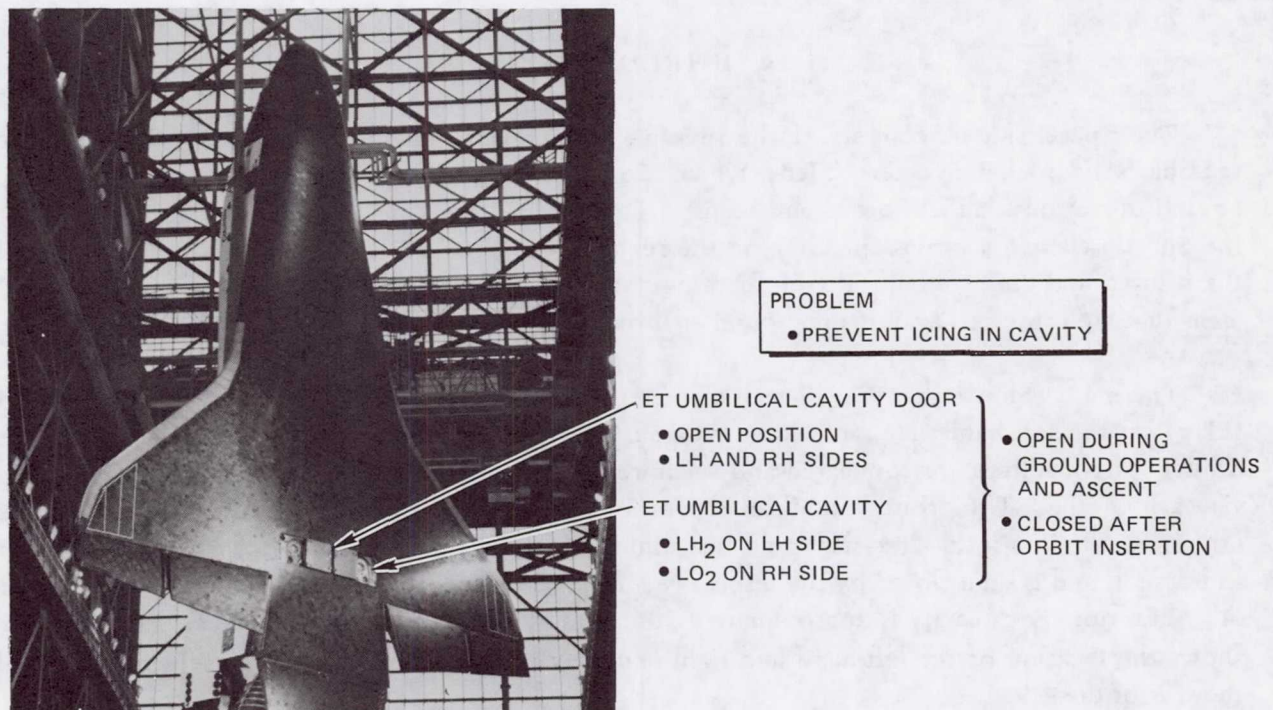 PROBLEM
• PREVENT ICING IN CAVITY
ET UMBILICAL CAVITY DOOR
• OPEN POSITION
• LH AND RH SIDES
ET UMBILICAL CAVITY
• LH₂ ON LH SIDE
• LO₂ ON RH SIDE
• OPEN DURING
GROUND OPERATIONS
AND ASCENT
• CLOSED AFTER
ORBIT INSERTION